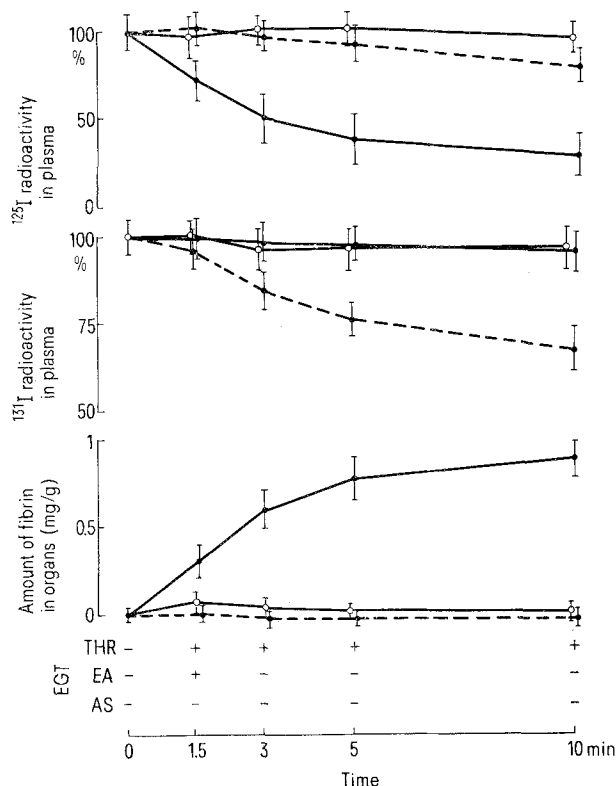 100
%
50
0
¹²⁵I radioactivity
in plasma
100
%
75
50
¹³¹I radioactivity
in plasma
1
0.5
0
Amount of fibrin
in organs (mg/g)
EGT
THR - + + + +
EA - + - - -
AS - - - - -
0 1.5 3 5 10 min
Time